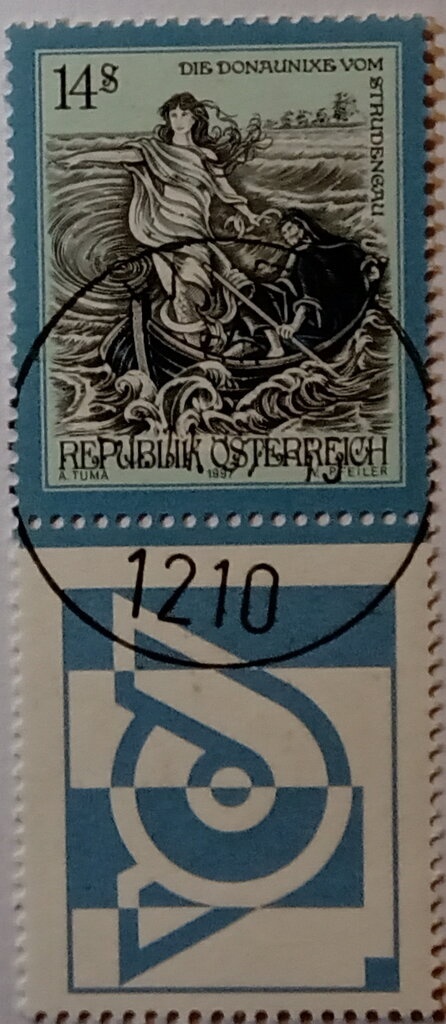 14S
DIE DONAUNIXE VOM
STRUDENGAU
REPUBLIK ÖSTERREICH
A. TUMA 1997 N. PFEILER
1210